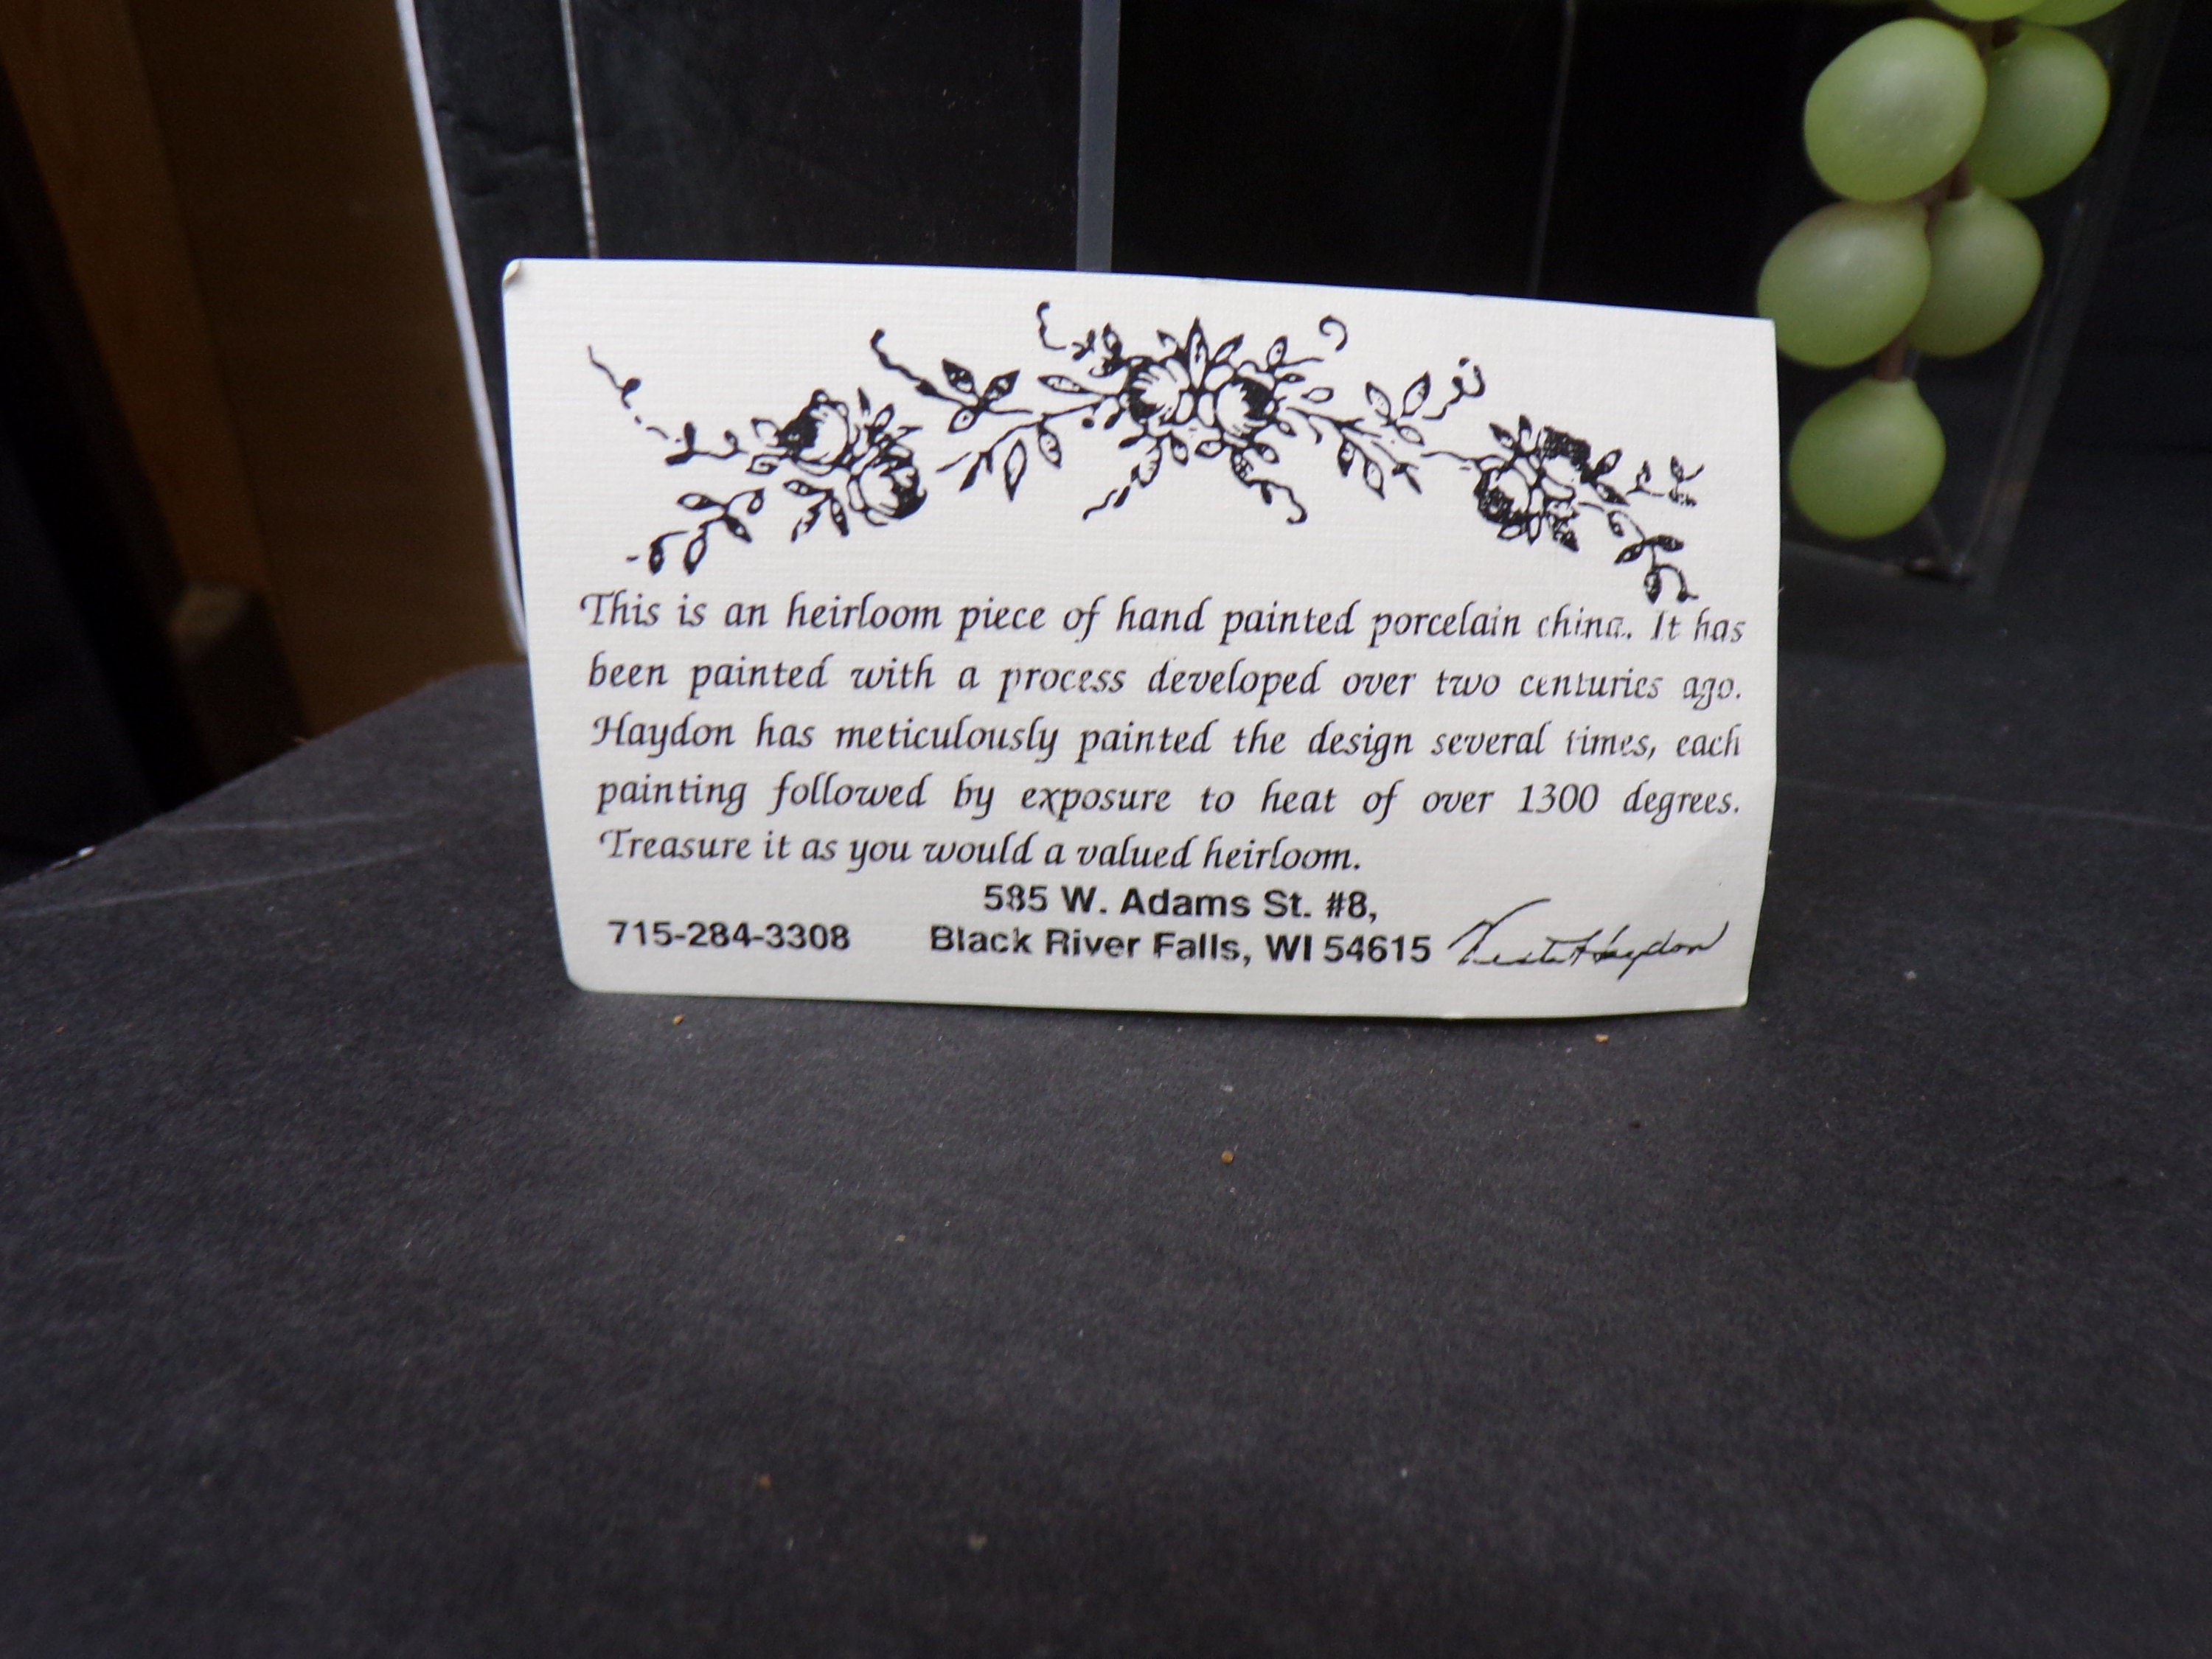 This is an heirloom piece of hand painted porcelain china. It has
been painted with a process developed over two centuries ago.
Haydon has meticulously painted the design several times, each
painting followed by exposure to heat of over 1300 degrees.
Treasure it as you would a valued heirloom.
585 W. Adams St. #8,
715-284-3308 Black River Falls, WI 54615 Haydon